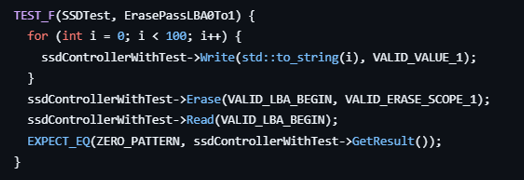 TEST_F(SSDTest, ErasePassLBA0To1) {
  for (int i = 0; i < 100; i++) {
    ssdControllerWithTest->Write(std::to_string(i), VALID_VALUE_1);
  }
  ssdControllerWithTest->Erase(VALID_LBA_BEGIN, VALID_ERASE_SCOPE_1);
  ssdControllerWithTest->Read(VALID_LBA_BEGIN);
  EXPECT_EQ(ZERO_PATTERN, ssdControllerWithTest->GetResult());
}